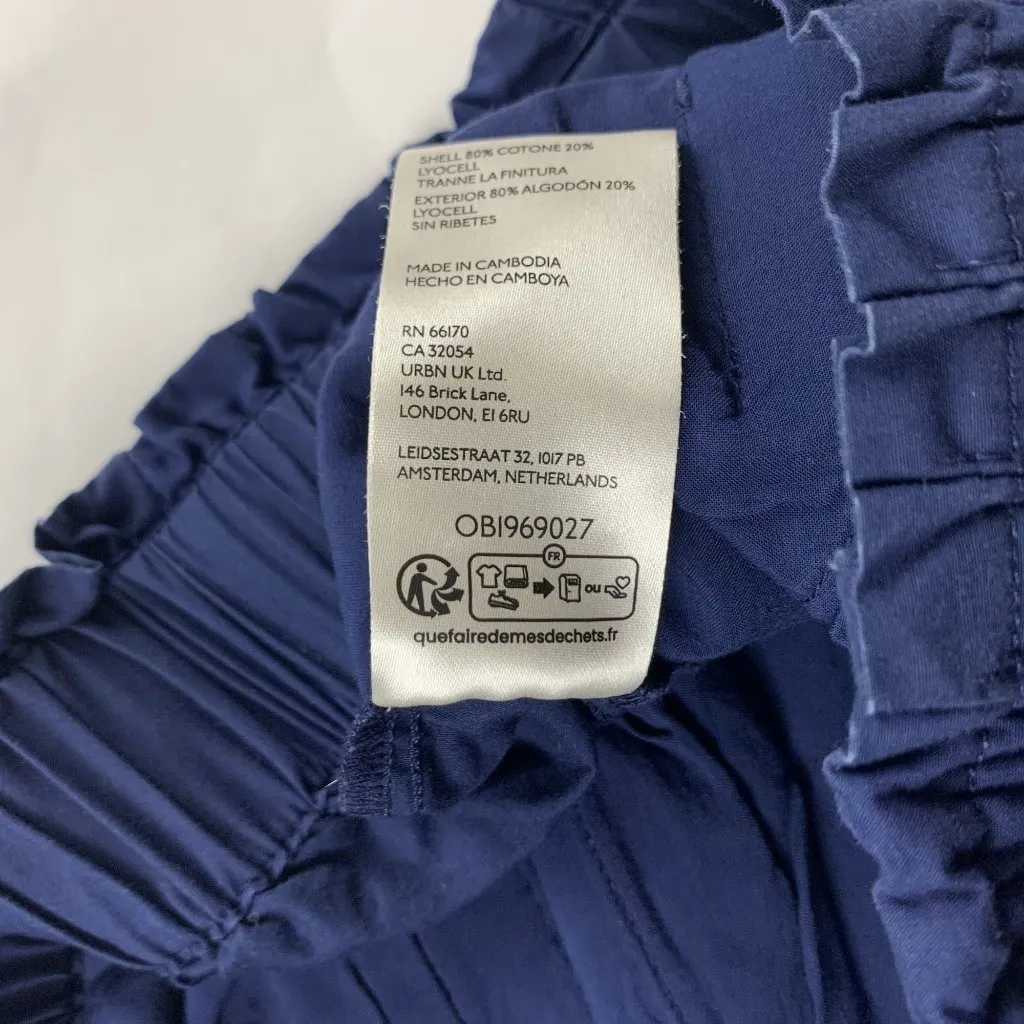 SHELL 80% COTONE 20%
LYOCELL
TRANNE LA FINITURA
EXTERIOR 80% ALGODÓN 20%
LYOCELL
SIN RIBETES
MADE IN CAMBODIA
HECHO EN CAMBOYA
RN 66170
CA 32054
URBN UK Ltd.
146 Brick Lane,
LONDON, E1 6RU
LEIDSESTRAAT 32, 1017 PB
AMSTERDAM, NETHERLANDS
OB1969027
FR
ou
quefairedemesdechets.fr